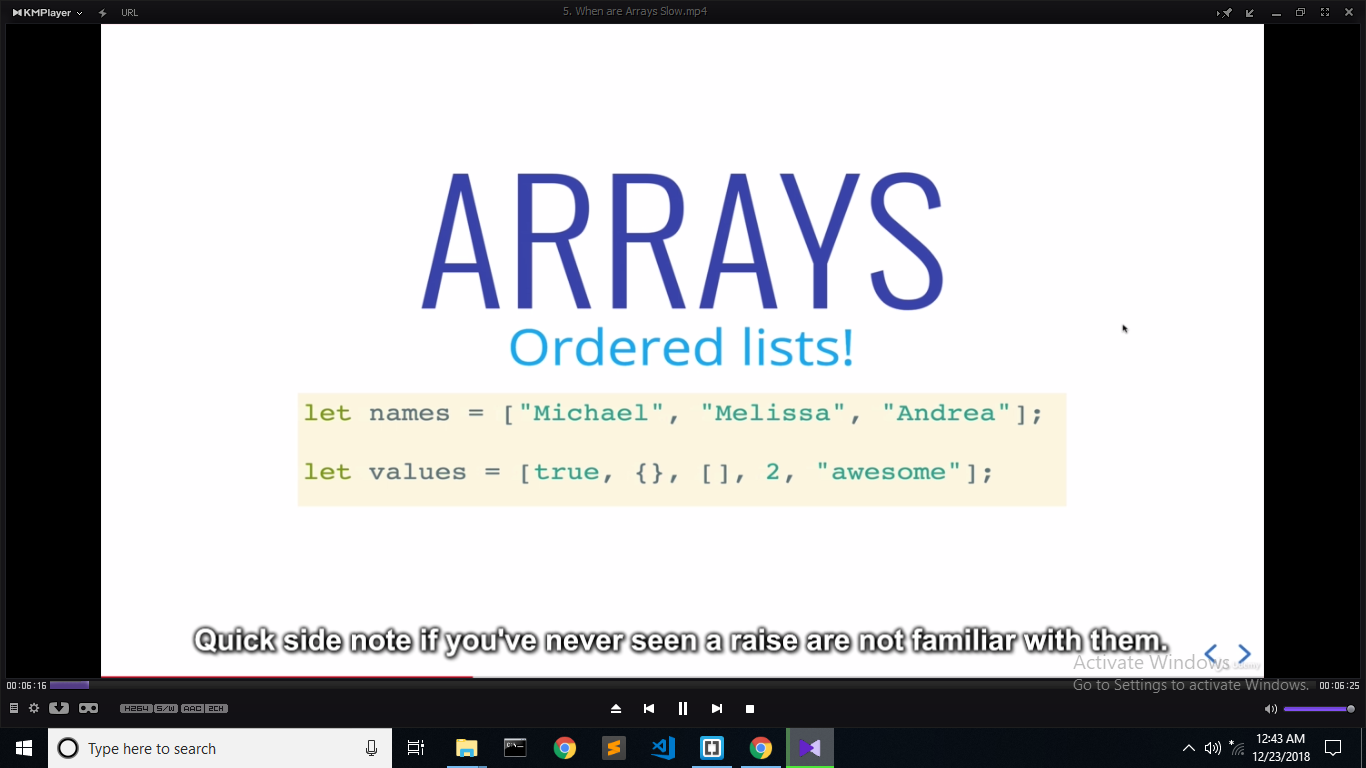 KMPlayer
URL
5. When are Arrays Slow.mp4
ARRAYS
Ordered lists!
let names = ["Michael", "Melissa", "Andrea"];
let values = [true, {}, [], 2, "awesome"];
Quick side note if you've never seen a raise are not familiar with them.
Activate Windows
Go to Settings to activate Windows.
00:06:16
00:06:25
H264 S/W AAC 2CH
Type here to search
12:43 AM
12/23/2018